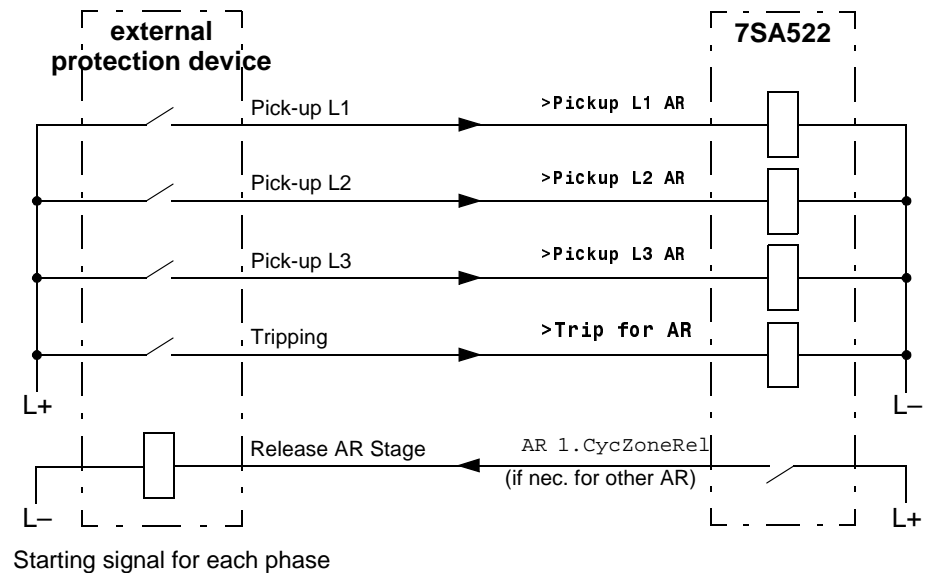 external
protection device
7SA522
Pick-up L1
>Pickup L1 AR
Pick-up L2
>Pickup L2 AR
Pick-up L3
>Pickup L3 AR
Tripping
>Trip for AR
L+
L–
Release AR Stage
AR 1.CycZoneRel
(if nec. for other AR)
L–
L+
Starting signal for each phase